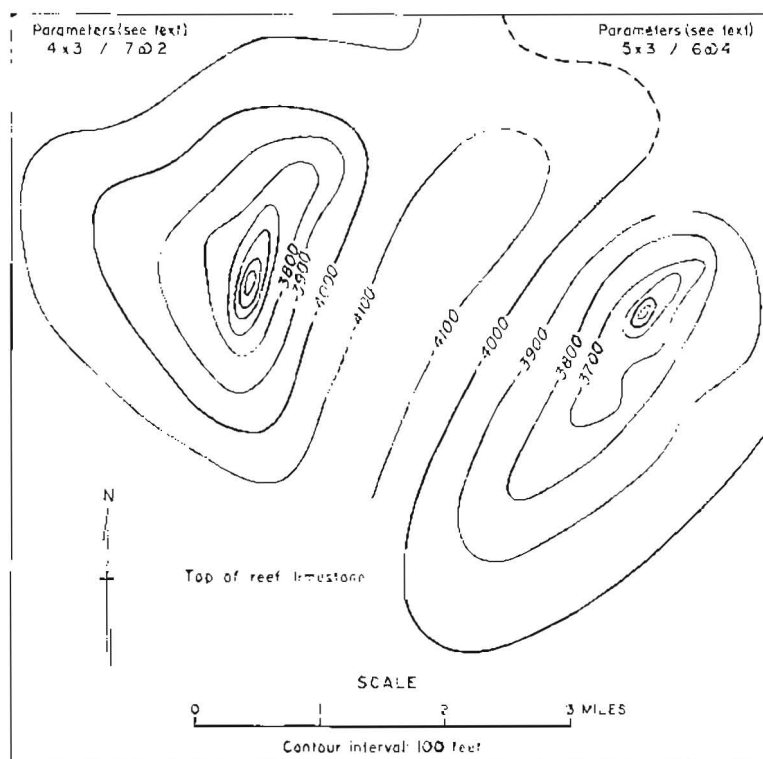 Parameters (see text)
4 x 3 / 7 @ 2
Parameters (see text)
5 x 3 / 6 @ 4
-3800
-3900
-4000
-4100
-4100
-4000
-3900
-3800
-3700
N
Top of reef limestone
SCALE
0 1 2 3 MILES
Contour interval: 100 feet